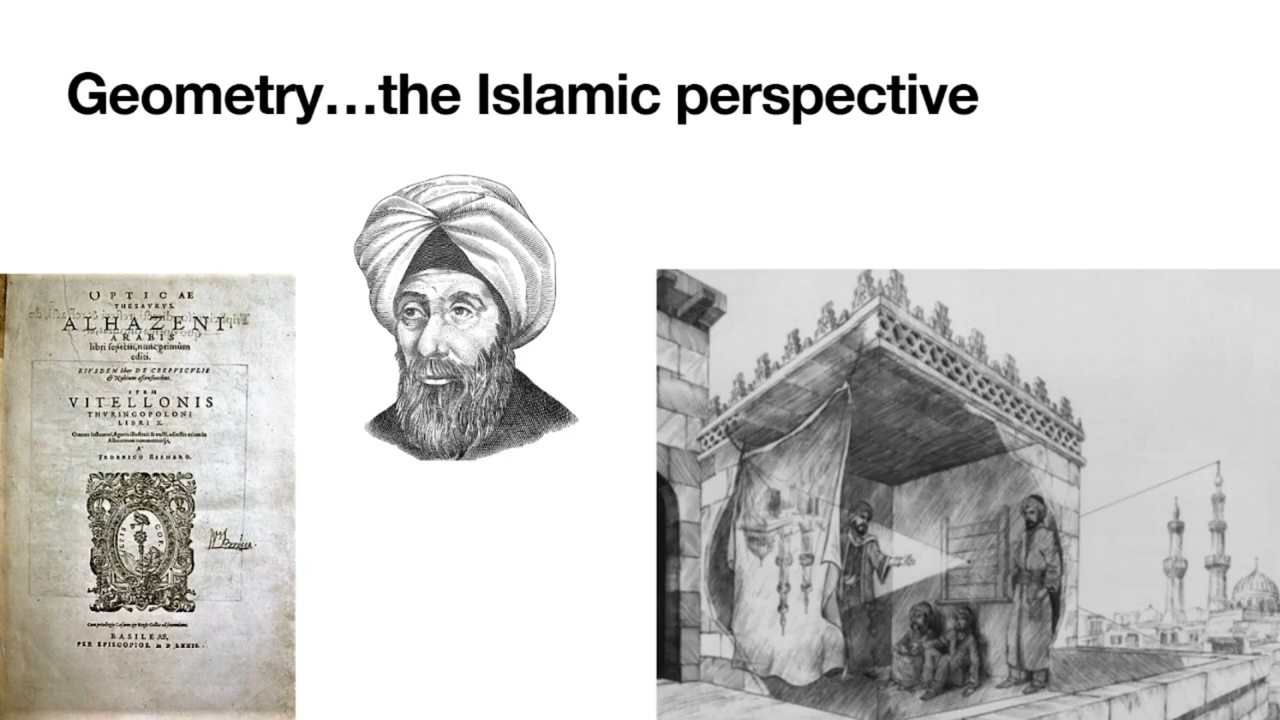 Geometry…the Islamic perspective
OPTICAE
THESAVRVS.
ALHAZENI
ARABIS
libri septem, nunc primùm
editi.
EIVSDEM liber DE CREPVSCVLIS
& Nubium ascensionibus.
ITEM
VITELLONIS
THVRINGOPOLONI
LIBRI X.
A'
FEDERICO RISNERO.
BASILEAE,
PER EPISCOPIOS. M D LXXII.